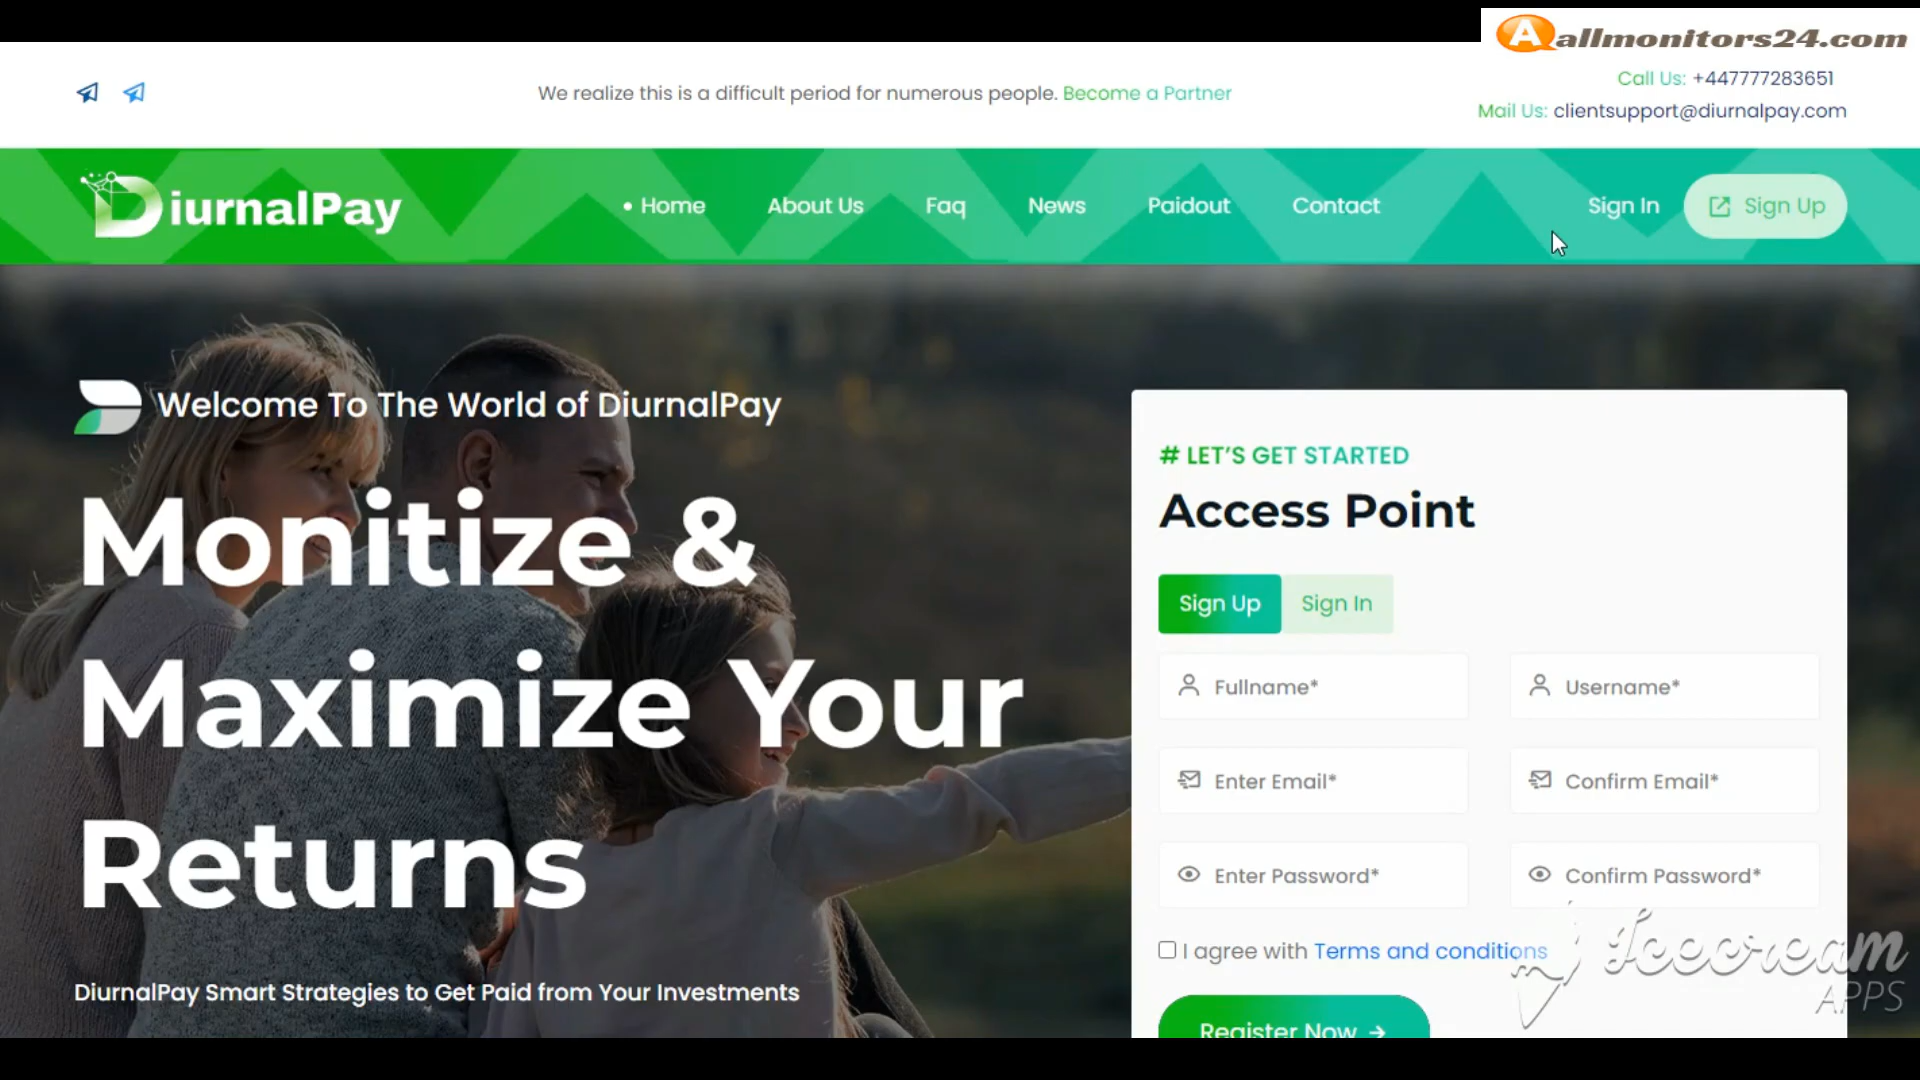 Aallmonitors24.com
Call Us: +447777283651
We realize this is a difficult period for numerous people. Become a Partner
Mail Us: clientsupport@diurnalpay.com
DiurnalPay
• Home About Us Faq News Paidout Contact Sign In Sign Up
Welcome To The World of DiurnalPay
Monitize &
Maximize Your
Returns
DiurnalPay Smart Strategies to Get Paid from Your Investments
# LET'S GET STARTED
Access Point
Sign Up Sign In
Fullname* Username*
Enter Email* Confirm Email*
Enter Password* Confirm Password*
I agree with Terms and conditions
Register Now →
Icecream
APPS